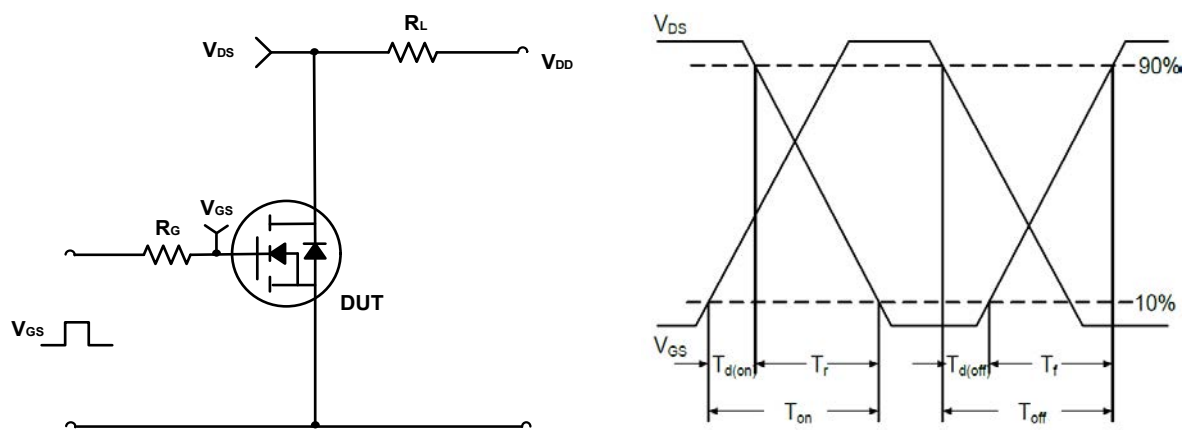 RL
VDS
VDD
VGS
RG
DUT
VGS
VDS
90%
10%
VGS
Td(on)
Tr
Td(off)
Tf
Ton
Toff